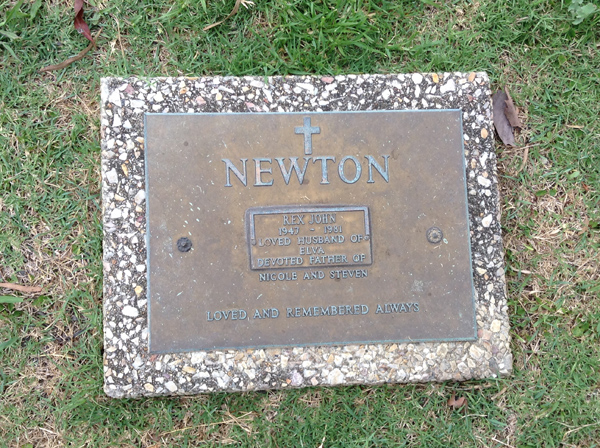 NEWTON
REX JOHN
1947 - 1981
LOVED HUSBAND OF
ELVA
DEVOTED FATHER OF
NICOLE AND STEVEN
LOVED AND REMEMBERED ALWAYS